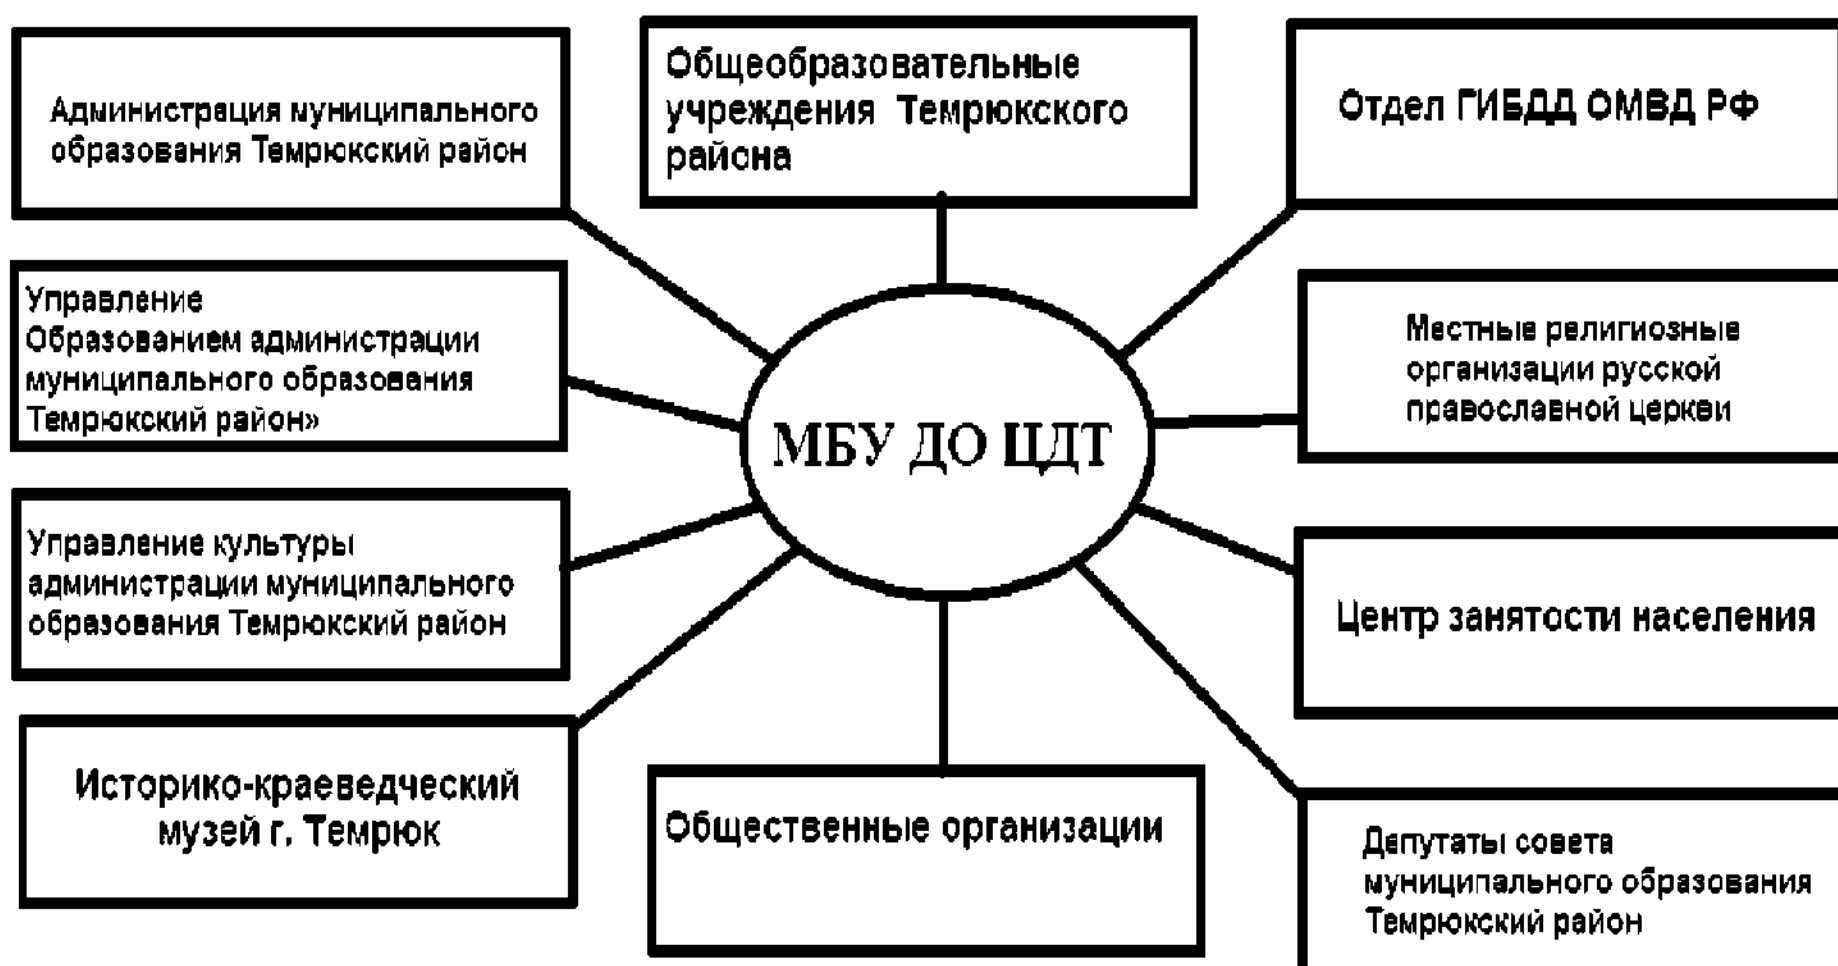 Администрация муниципального
образования Темрюкский район
Общеобразовательные
учреждения Темрюкского
района
Отдел ГИБДД ОМВД РФ
Управление
Образованием администрации
муниципального образования
Темрюкский район»
Местные религиозные
организации русской
православной церкви
МБУ ДО ЦДТ
Управление культуры
администрации муниципального
образования Темрюкский район
Центр занятости населения
Историко-краеведческий
музей г. Темрюк
Общественные организации
Депутаты совета
муниципального образования
Темрюкский район